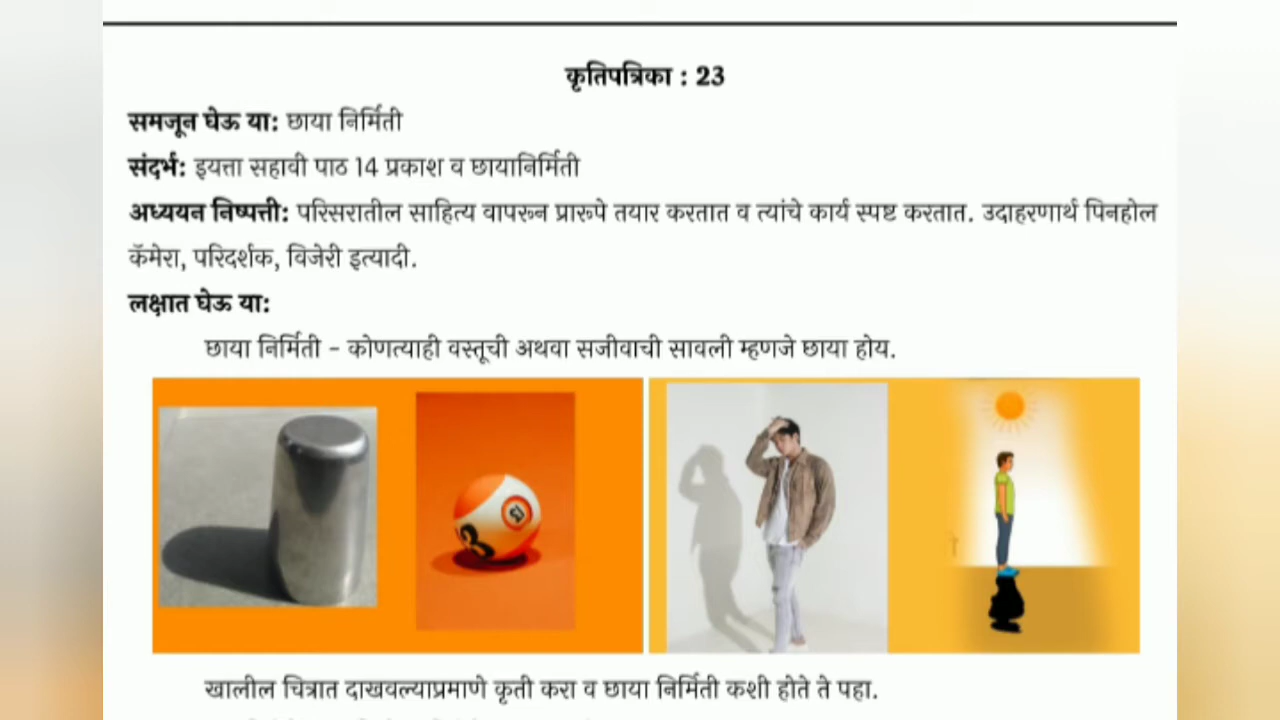 कृतिपत्रिका : 23
समजून घेऊ या: छाया निर्मिती
संदर्भ: इयत्ता सहावी पाठ 14 प्रकाश व छायानिर्मिती
अध्ययन निष्पत्ती: परिसरातील साहित्य वापरून प्रारूपे तयार करतात व त्यांचे कार्य स्पष्ट करतात. उदाहरणार्थ पिनहोल
कॅमेरा, परिदर्शक, विजेरी इत्यादी.
लक्षात घेऊ या:
छाया निर्मिती - कोणत्याही वस्तूची अथवा सजीवाची सावली म्हणजे छाया होय.
खालील चित्रात दाखवल्याप्रमाणे कृती करा व छाया निर्मिती कशी होते ते पहा.